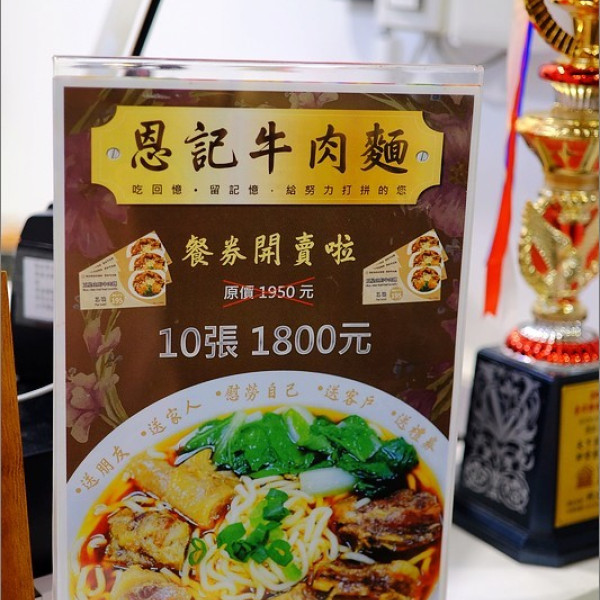 恩記牛肉麵
吃回憶・留記憶・給努力打拼的您
餐券開賣啦
原價 1950 元
10張 1800元
•送朋友 •送家人 •慰勞自己 •送客戶 •送禮券